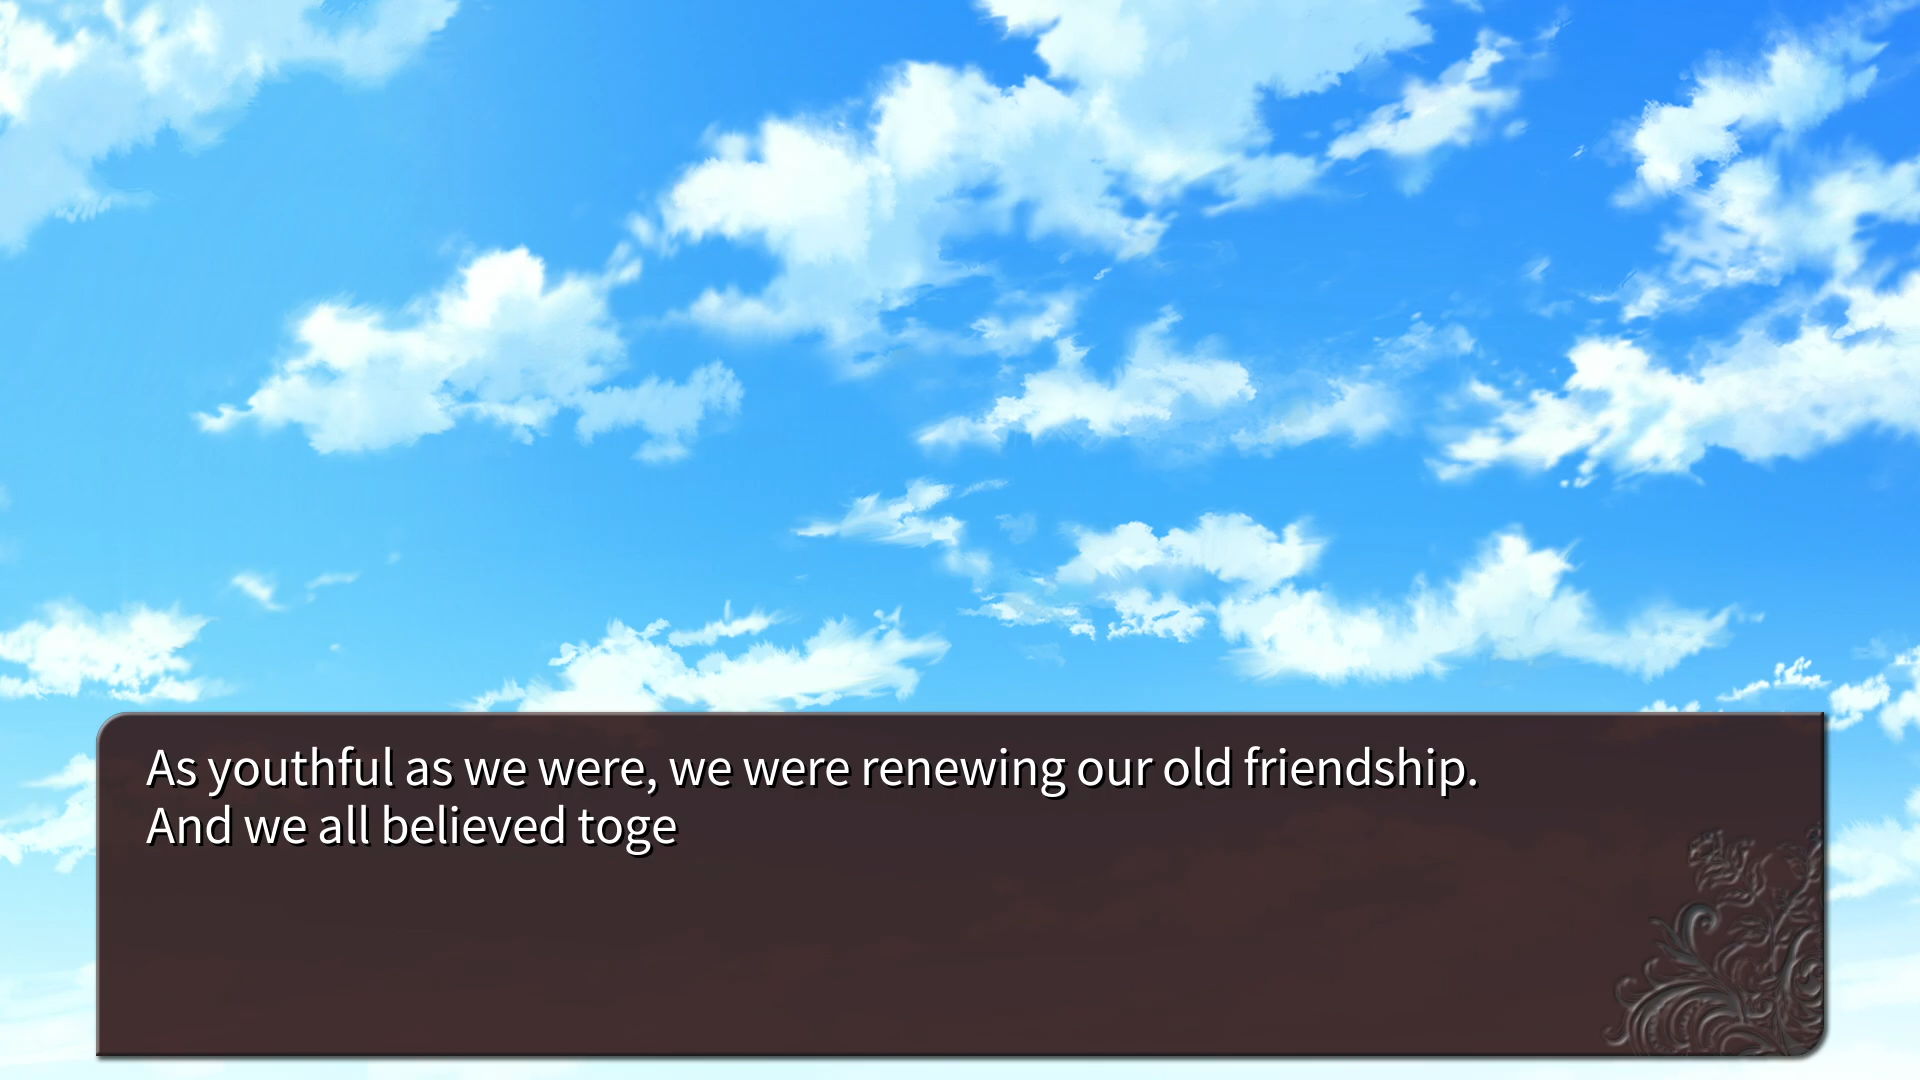 As youthful as we were, we were renewing our old friendship.
And we all believed toge